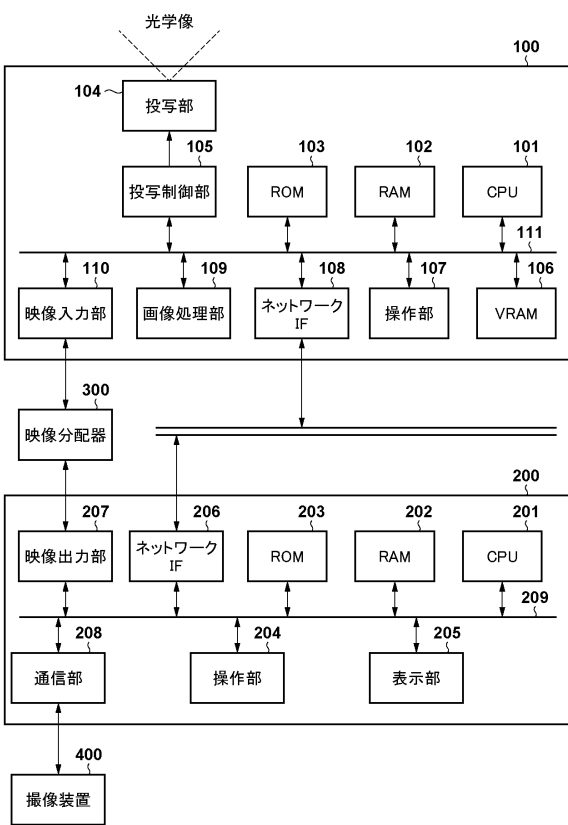 光学像
100
104
投写部
105
103
102
101
投写制御部
ROM
RAM
CPU
111
110
109
108
107
106
映像入力部
画像処理部
ネットワーク
IF
操作部
VRAM
300
映像分配器
200
207
206
203
202
201
映像出力部
ネットワーク
IF
ROM
RAM
CPU
209
208
204
205
通信部
操作部
表示部
400
撮像装置